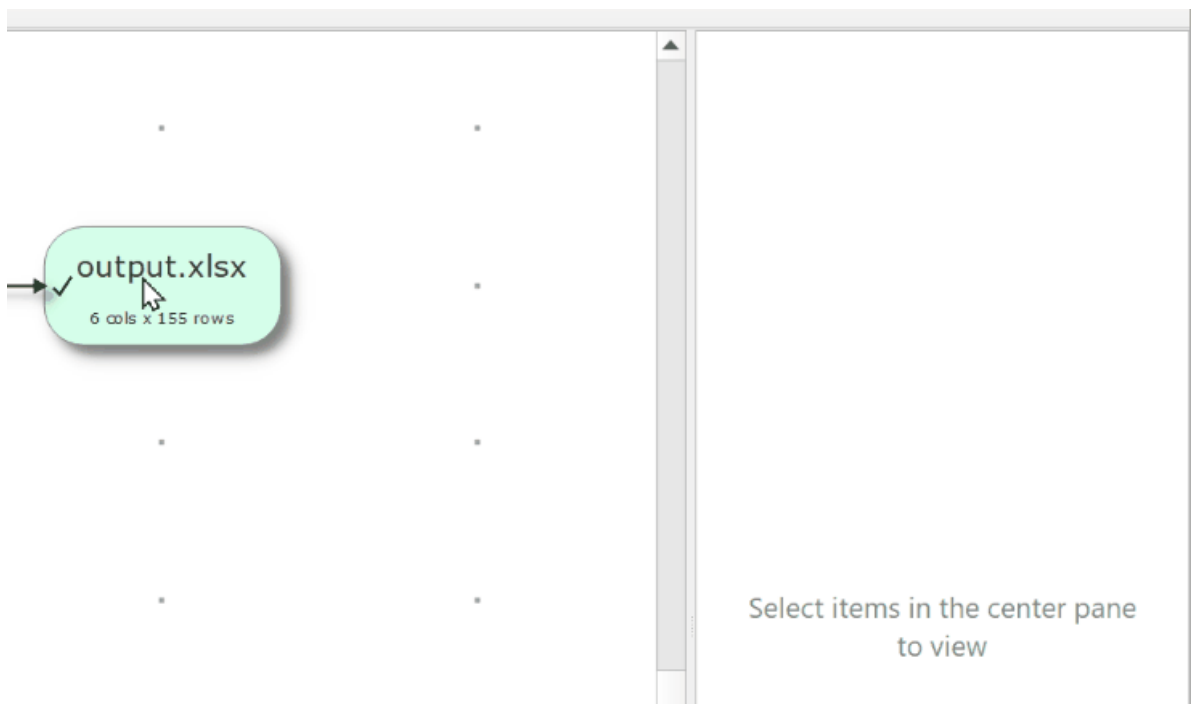 output.xlsx
6 cols x 155 rows
Select items in the center pane
to view